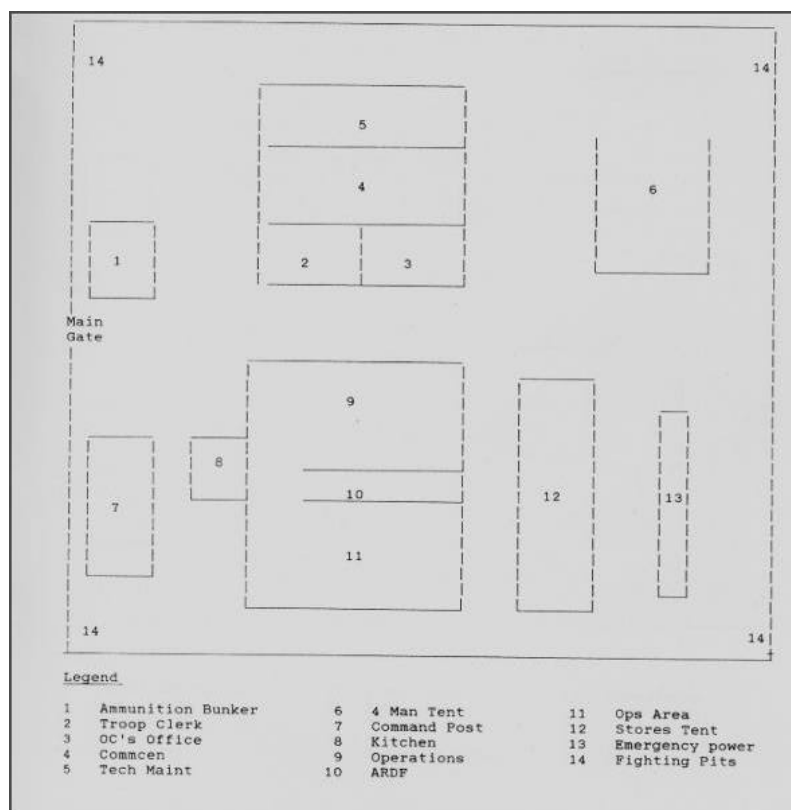 14
14
5
4
6
1
2
3
Main
Gate
9
8
10
12
13
7
11
14
14
Legend
1 Ammunition Bunker
2 Troop Clerk
3 OC's Office
4 Commcen
5 Tech Maint
6 4 Man Tent
7 Command Post
8 Kitchen
9 Operations
10 ARDF
11 Ops Area
12 Stores Tent
13 Emergency power
14 Fighting Pits